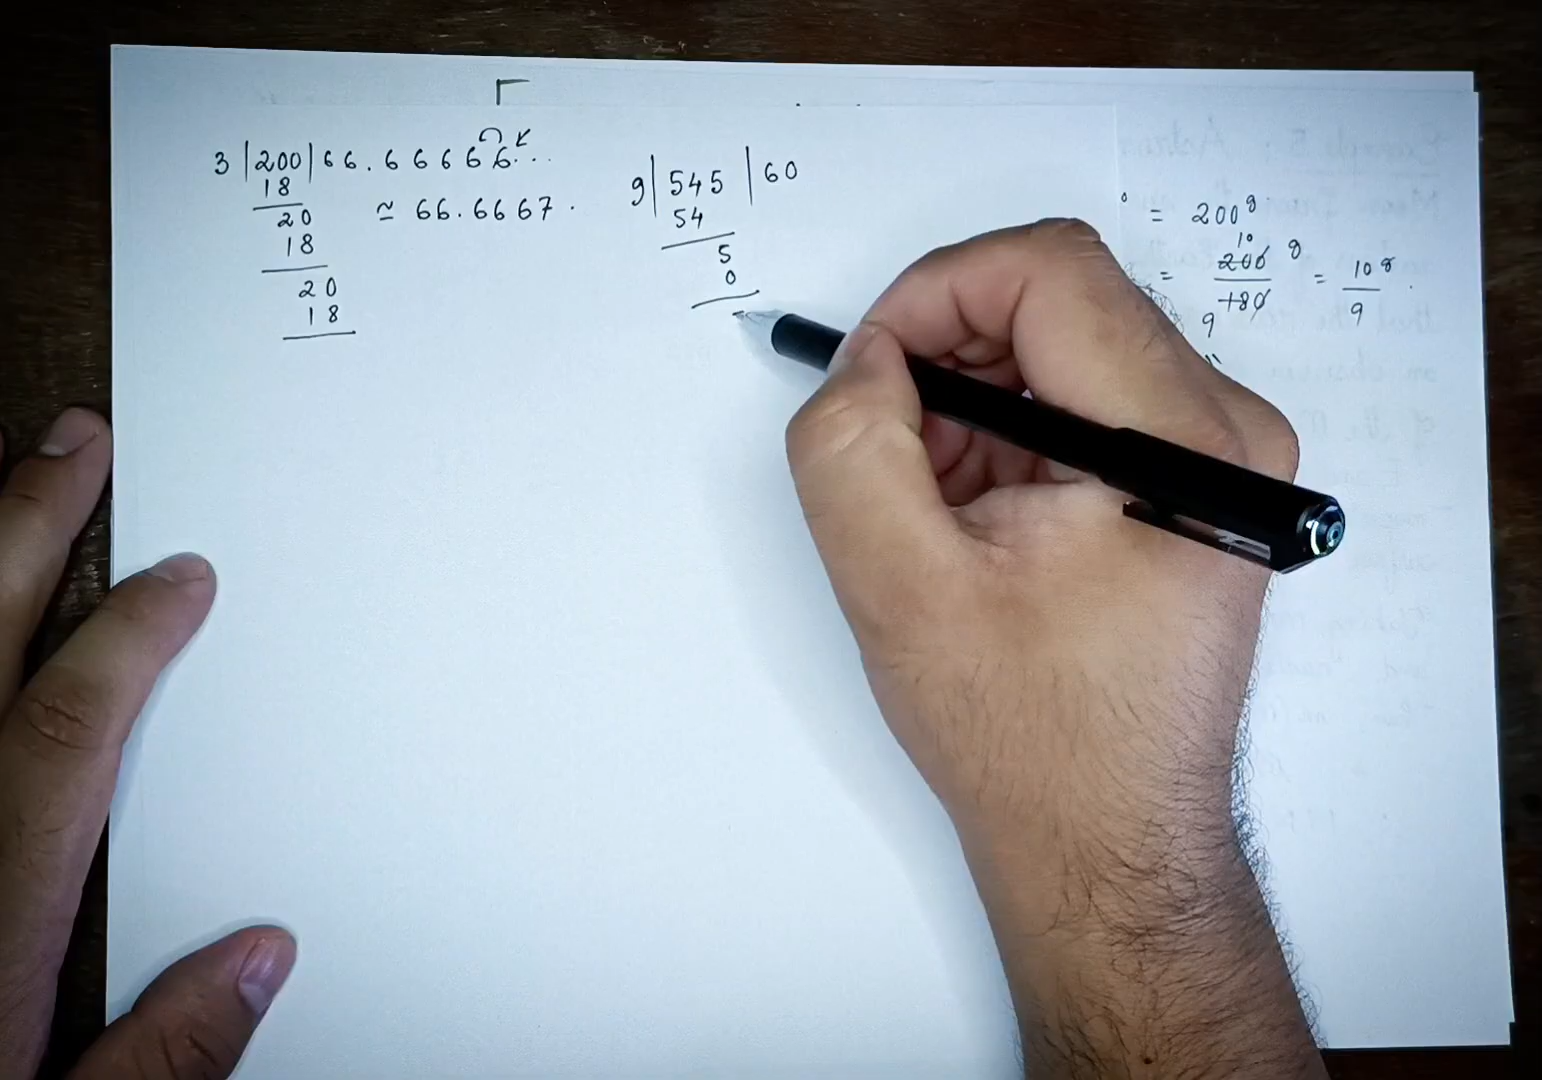 3 | 200 | 66.66666...
18
20
18
20
18
≃ 66.6667.
9 | 545 | 60
54
5
0
° = 200g
10
= 200 g / 180 = 10 g / 9 .
9